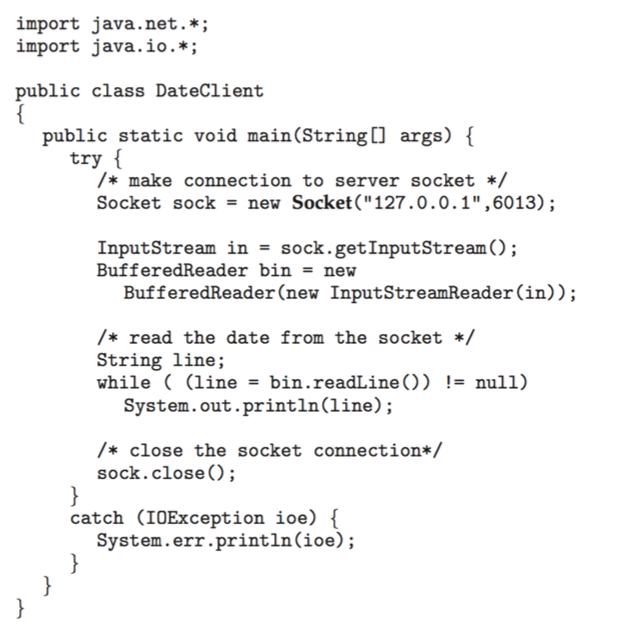 import java.net.*;
import java.io.*;
public class DateClient
{
public static void main(String[] args) {
try {
/* make connection to server socket */
Socket sock = new Socket("127.0.0.1",6013);
InputStream in = sock.getInputStream();
BufferedReader bin = new
BufferedReader(new InputStreamReader(in));
/* read the date from the socket */
String line;
while ( (line = bin.readLine()) != null)
System.out.println(line);
/* close the socket connection*/
sock.close();
}
catch (IOException ioe) {
System.err.println(ioe);
}
}
}